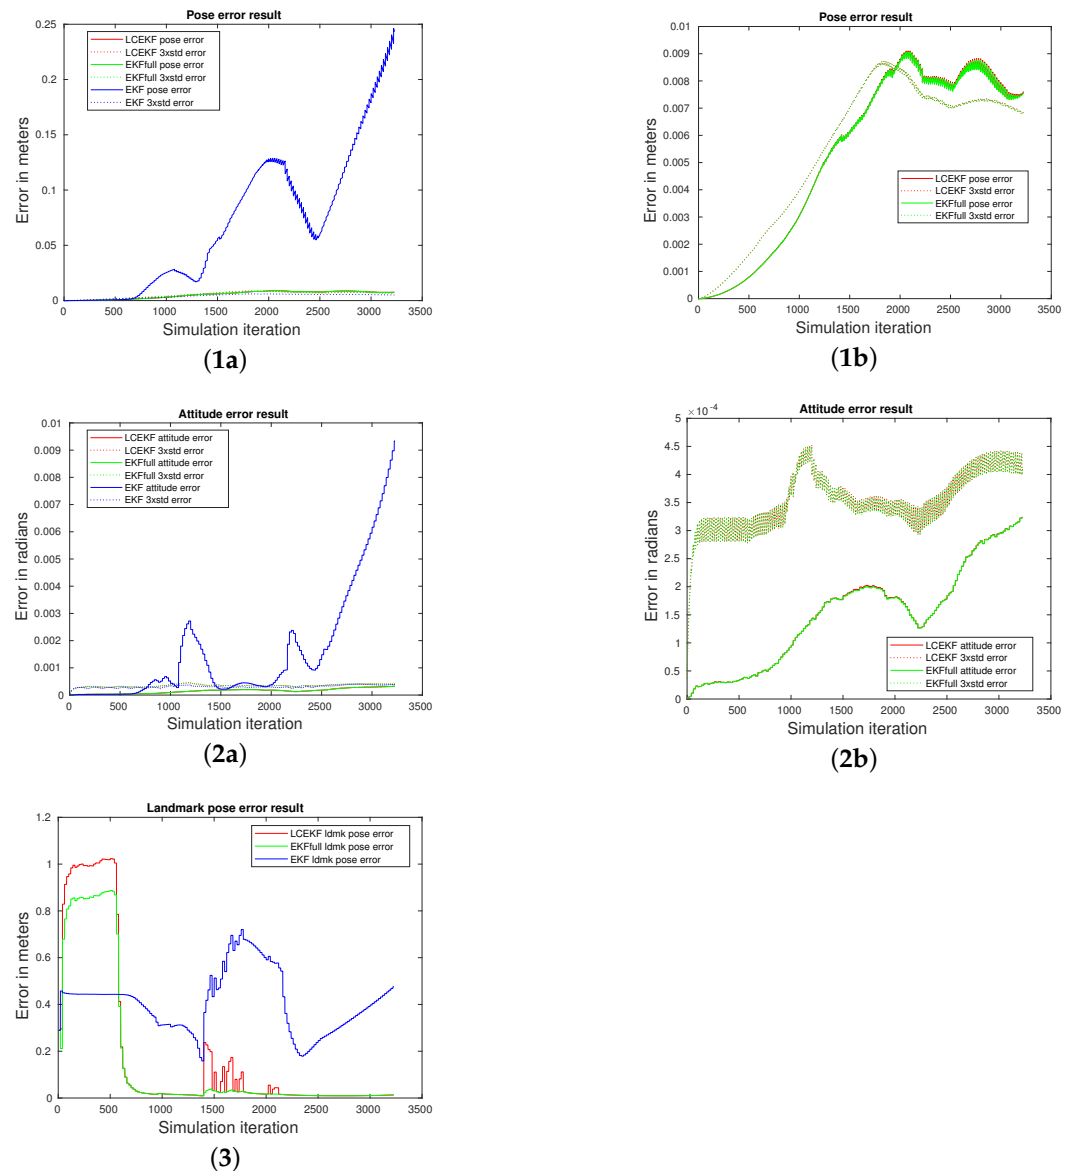 Pose error result
0.25
0.2
0.15
0.1
0.05
0
Error in meters
LCEKF pose error
LCEKF 3xstd error
EKFfull pose error
EKFfull 3xstd error
EKF pose error
EKF 3xstd error
0 500 1000 1500 2000 2500 3000 3500
Simulation iteration
(1a)
Pose error result
0.01
0.009
0.008
0.007
0.006
0.005
0.004
0.003
0.002
0.001
0
Error in meters
LCEKF pose error
LCEKF 3xstd error
EKFfull pose error
EKFfull 3xstd error
0 500 1000 1500 2000 2500 3000 3500
Simulation iteration
(1b)
Attitude error result
0.01
0.009
0.008
0.007
0.006
0.005
0.004
0.003
0.002
0.001
0
Error in radians
LCEKF attitude error
LCEKF 3xstd error
EKFfull attitude error
EKFfull 3xstd error
EKF attitude error
EKF 3xstd error
0 500 1000 1500 2000 2500 3000 3500
Simulation iteration
(2a)
Attitude error result
×10⁻⁴
5
4.5
4
3.5
3
2.5
2
1.5
1
0.5
0
Error in radians
LCEKF attitude error
LCEKF 3xstd error
EKFfull attitude error
EKFfull 3xstd error
0 500 1000 1500 2000 2500 3000 3500
Simulation iteration
(2b)
Landmark pose error result
1.2
1
0.8
0.6
0.4
0.2
0
Error in meters
LCEKF ldmk pose error
EKFfull ldmk pose error
EKF ldmk pose error
0 500 1000 1500 2000 2500 3000 3500
Simulation iteration
(3)